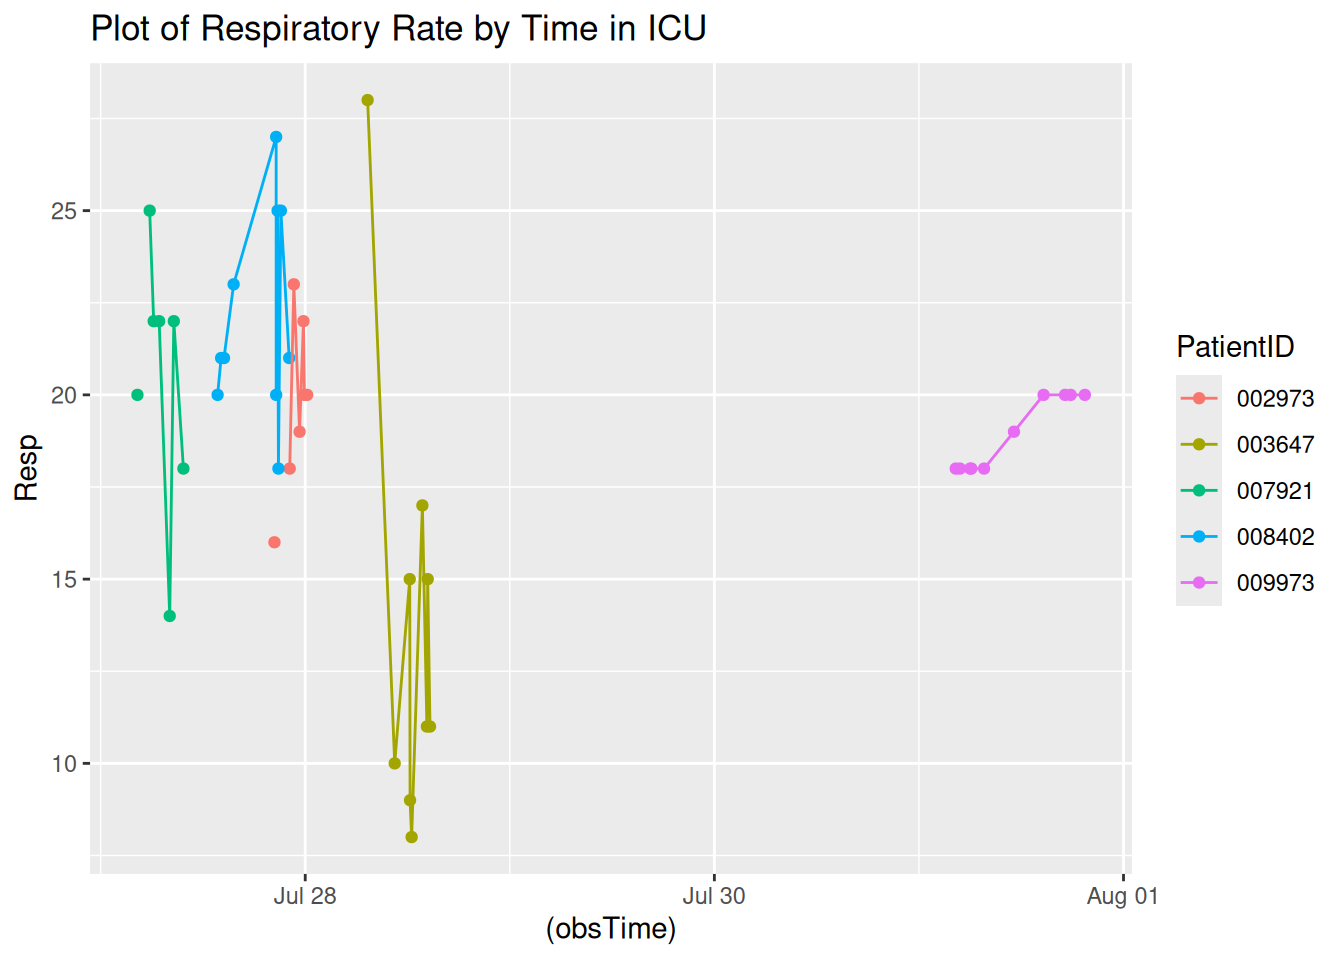 Plot of Respiratory Rate by Time in ICU
Resp
25
20
15
10
Jul 28
Jul 30
Aug 01
(obsTime)
PatientID
002973
003647
007921
008402
009973